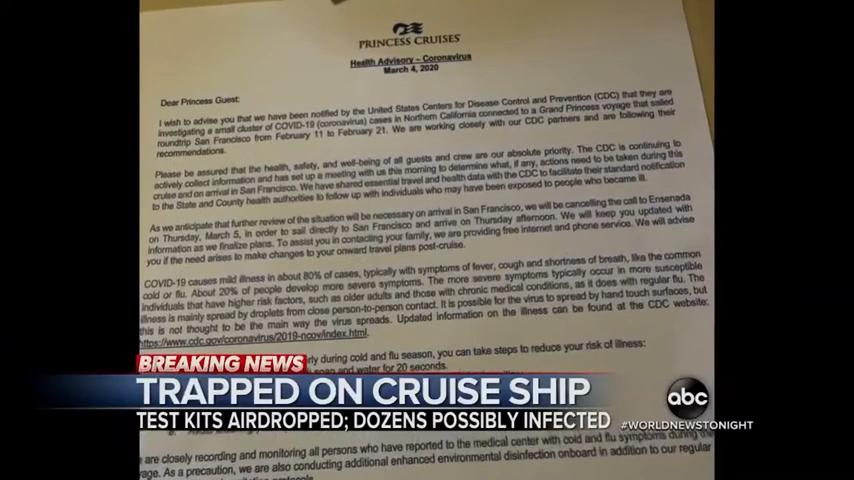 PRINCESS CRUISES
Health Advisory – Coronavirus
March 4, 2020
Dear Princess Guest:
I wish to advise you that we have been notified by the United States Centers for Disease Control and Prevention (CDC) that they are
investigating a small cluster of COVID-19 (coronavirus) cases in Northern California connected to a Grand Princess voyage that sailed
roundtrip San Francisco from February 11 to February 21. We are working closely with our CDC partners and are following their
recommendations.
Please be assured that the health, safety, and well-being of all guests and crew are our absolute priority. The CDC is continuing to
actively collect information and has set up a meeting with us this morning to determine what, if any, actions need to be taken during this
cruise and on arrival in San Francisco. We have shared essential travel and health data with the CDC to facilitate their standard notification
to the State and County health authorities to follow up with individuals who may have been exposed to people who became ill.
As we anticipate that further review of the situation will be necessary on arrival in San Francisco, we will be cancelling the call to Ensenada
on Thursday, March 5, in order to sail directly to San Francisco and arrive on Thursday afternoon. We will keep you updated with
information as we finalize plans. To assist you in contacting your family, we are providing free internet and phone service. We will advise
you if the need arises to make changes to your onward travel plans post-cruise.
COVID-19 causes mild illness in about 80% of cases, typically with symptoms of fever, cough and shortness of breath, like the common
cold or flu. About 20% of people develop more severe symptoms. The more severe symptoms typically occur in more susceptible
individuals that have higher risk factors, such as older adults and those with chronic medical conditions, as it does with regular flu. The
illness is mainly spread by droplets from close person-to-person contact. It is possible for the virus to spread by hand touch surfaces, but
this is not thought to be the main way the virus spreads. Updated information on the illness can be found at the CDC website:
https://www.cdc.gov/coronavirus/2019-ncov/index.html.
during cold and flu season, you can take steps to reduce your risk of illness:
and water for 20 seconds.
BREAKING NEWS
TRAPPED ON CRUISE SHIP
TEST KITS AIRDROPPED; DOZENS POSSIBLY INFECTED
abc
#WORLDNEWSTONIGHT
are closely recording and monitoring all persons who have reported to the medical center with cold and flu symptoms during
As a precaution, we are also conducting additional enhanced environmental disinfection onboard in addition to our regular